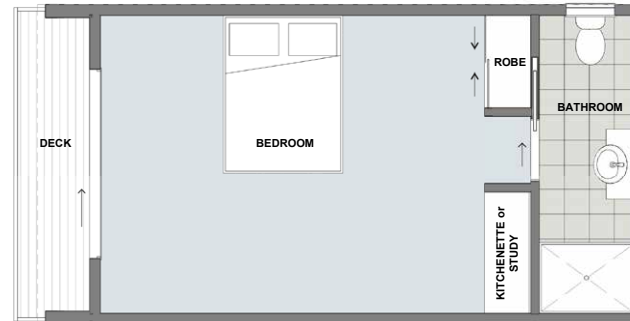 ROBE
BATHROOM
DECK
BEDROOM
KITCHENETTE or
STUDY